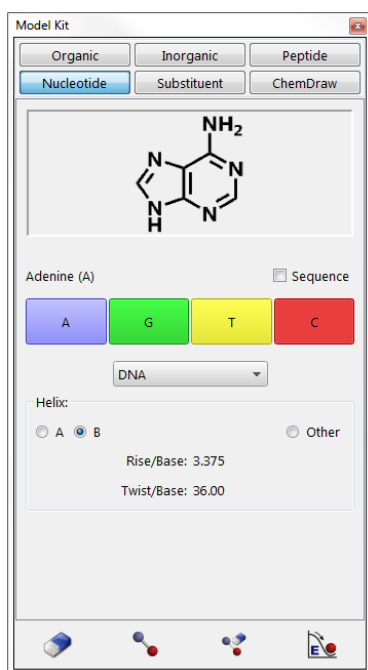 Model Kit
Organic Inorganic Peptide
Nucleotide Substituent ChemDraw
NH2
N
N
N
H
N
Adenine (A) Sequence
A G T C
DNA
Helix:
A B Other
Rise/Base: 3.375
Twist/Base: 36.00
E